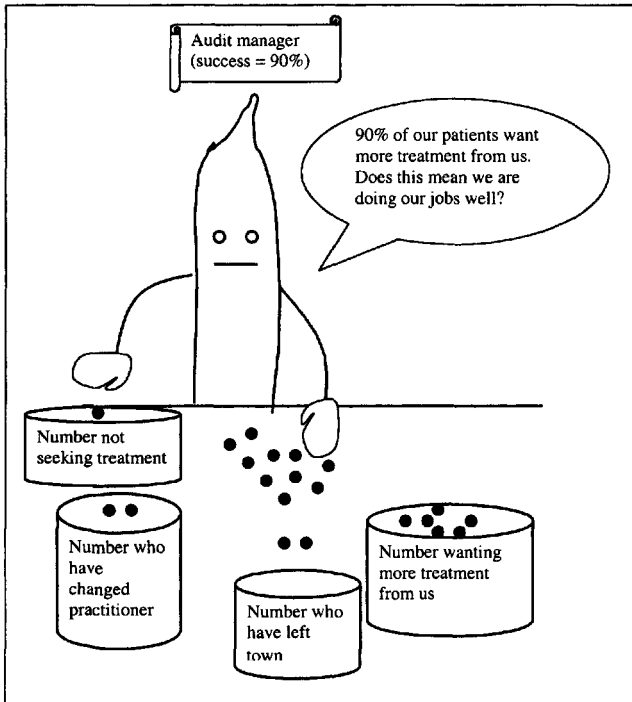 Audit manager
(success = 90%)
90% of our patients want
more treatment from us.
Does this mean we are
doing our jobs well?
Number not
seeking treatment
Number who
have
changed
practitioner
Number who
have left
town
Number wanting
more treatment
from us